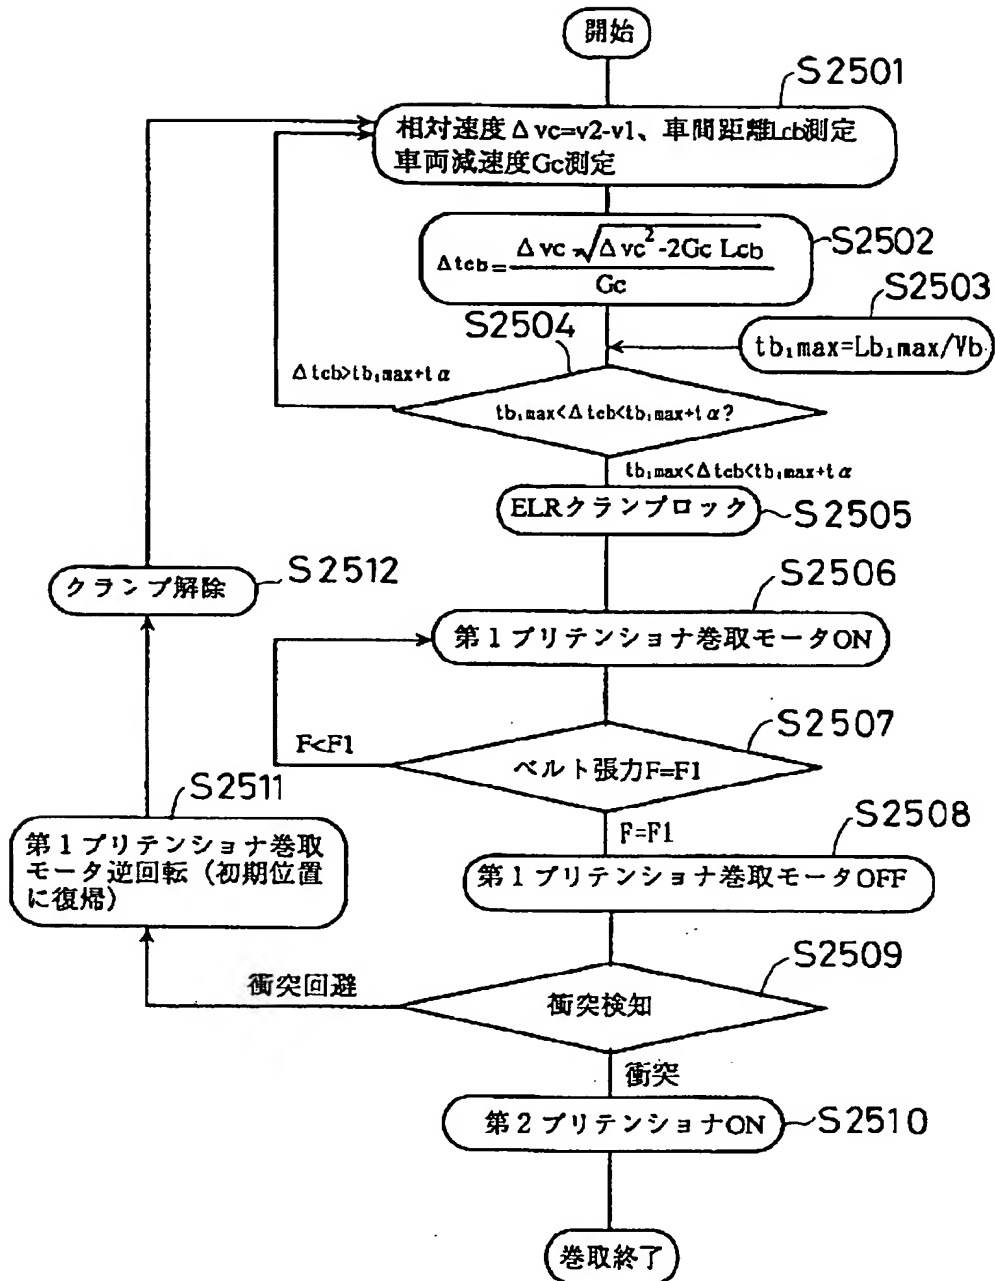 開始
S2501
相対速度Δvc=v2-v1、車間距離Lcb測定
車両減速度Gc測定
S2502
Δtcb=
Δvc-√Δvc²-2Gc Lcb
Gc
S2503
tb₁max=Lb₁max/Vb
S2504
Δtcb>tb₁max+tα
tb₁max<Δtcb<tb₁max+tα?
tb₁max<Δtcb<tb₁max+tα
ELRクランプロック
S2505
クランプ解除
S2512
S2506
第1プリテンショナ巻取モータON
S2507
F<F1
ベルト張力F=F1
S2511
第1プリテンショナ巻取
モータ逆回転（初期位置
に復帰）
F=F1
S2508
第1プリテンショナ巻取モータOFF
S2509
衝突回避
衝突検知
衝突
第2プリテンショナON
S2510
巻取終了